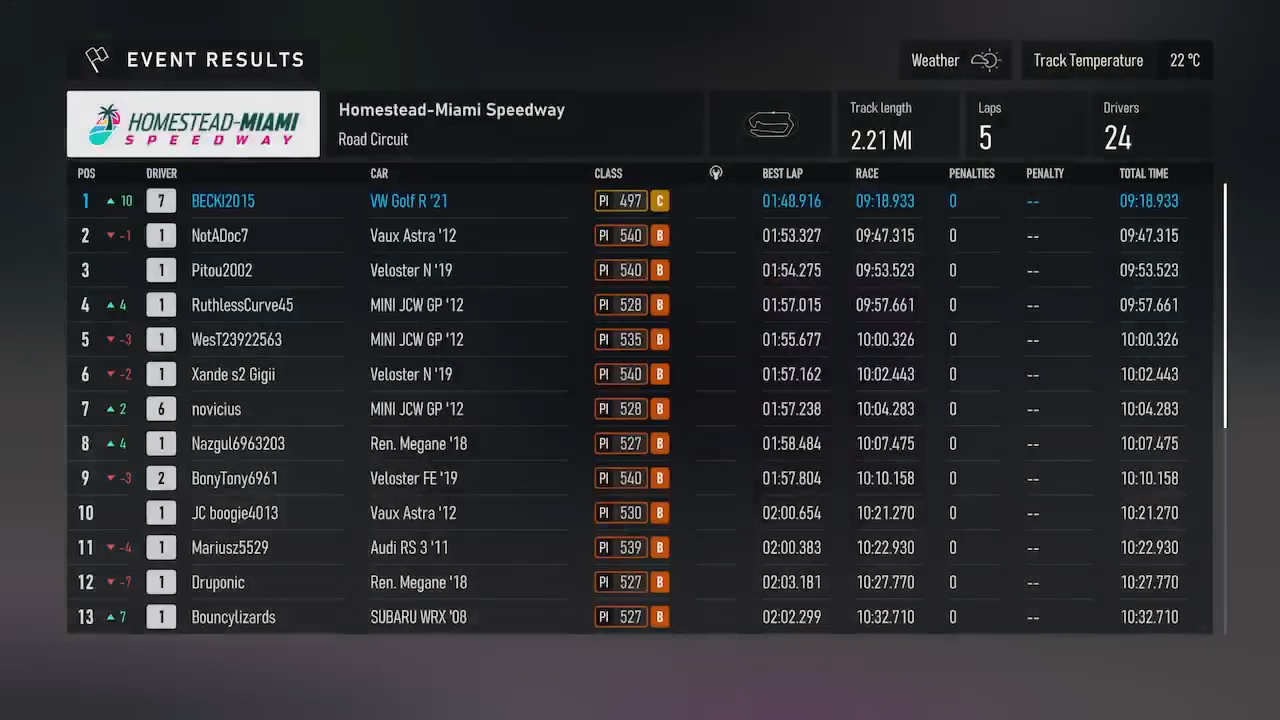 EVENT RESULTS
Weather
Track Temperature 22 °C
HOMESTEAD-MIAMI
SPEEDWAY
Homestead-Miami Speedway
Road Circuit
Track length
2.21 MI
Laps
5
Drivers
24
POS DRIVER CAR CLASS BEST LAP RACE PENALTIES PENALTY TOTAL TIME
1 10 7 BECKI2015 VW Golf R '21 PI 497 C 01:48.916 09:18.933 0 -- 09:18.933
2 -1 1 NotADoc7 Vaux Astra '12 PI 540 B 01:53.327 09:47.315 0 -- 09:47.315
3 1 Pitou2002 Veloster N '19 PI 540 B 01:54.275 09:53.523 0 -- 09:53.523
4 4 1 RuthlessCurve45 MINI JCW GP '12 PI 528 B 01:57.015 09:57.661 0 -- 09:57.661
5 -3 1 WesT23922563 MINI JCW GP '12 PI 535 B 01:55.677 10:00.326 0 -- 10:00.326
6 -2 1 Xande s2 Gigii Veloster N '19 PI 540 B 01:57.162 10:02.443 0 -- 10:02.443
7 2 6 novicius MINI JCW GP '12 PI 528 B 01:57.238 10:04.283 0 -- 10:04.283
8 4 1 Nazgul6963203 Ren. Megane '18 PI 527 B 01:58.484 10:07.475 0 -- 10:07.475
9 -3 2 BonyTony6961 Veloster FE '19 PI 540 B 01:57.804 10:10.158 0 -- 10:10.158
10 1 JC boogie4013 Vaux Astra '12 PI 530 B 02:00.654 10:21.270 0 -- 10:21.270
11 -4 1 Mariusz5529 Audi RS 3 '11 PI 539 B 02:00.383 10:22.930 0 -- 10:22.930
12 -7 1 Druponic Ren. Megane '18 PI 527 B 02:03.181 10:27.770 0 -- 10:27.770
13 7 1 Bouncylizards SUBARU WRX '08 PI 527 B 02:02.299 10:32.710 0 -- 10:32.710